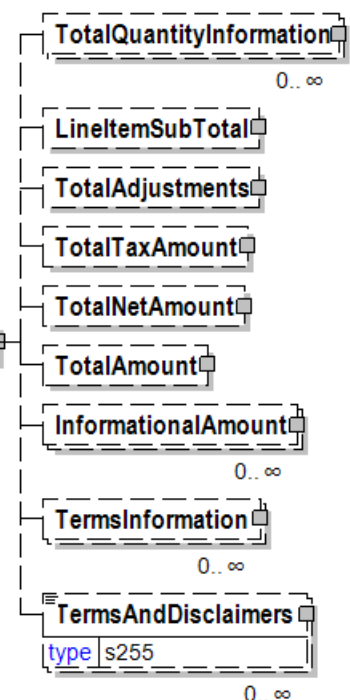 TotalQuantityInformation
0.. ∞
LineItemSubTotal
TotalAdjustments
TotalTaxAmount
TotalNetAmount
TotalAmount
InformationalAmount
0.. ∞
TermsInformation
0.. ∞
TermsAndDisclaimers
type s255
0 ∞